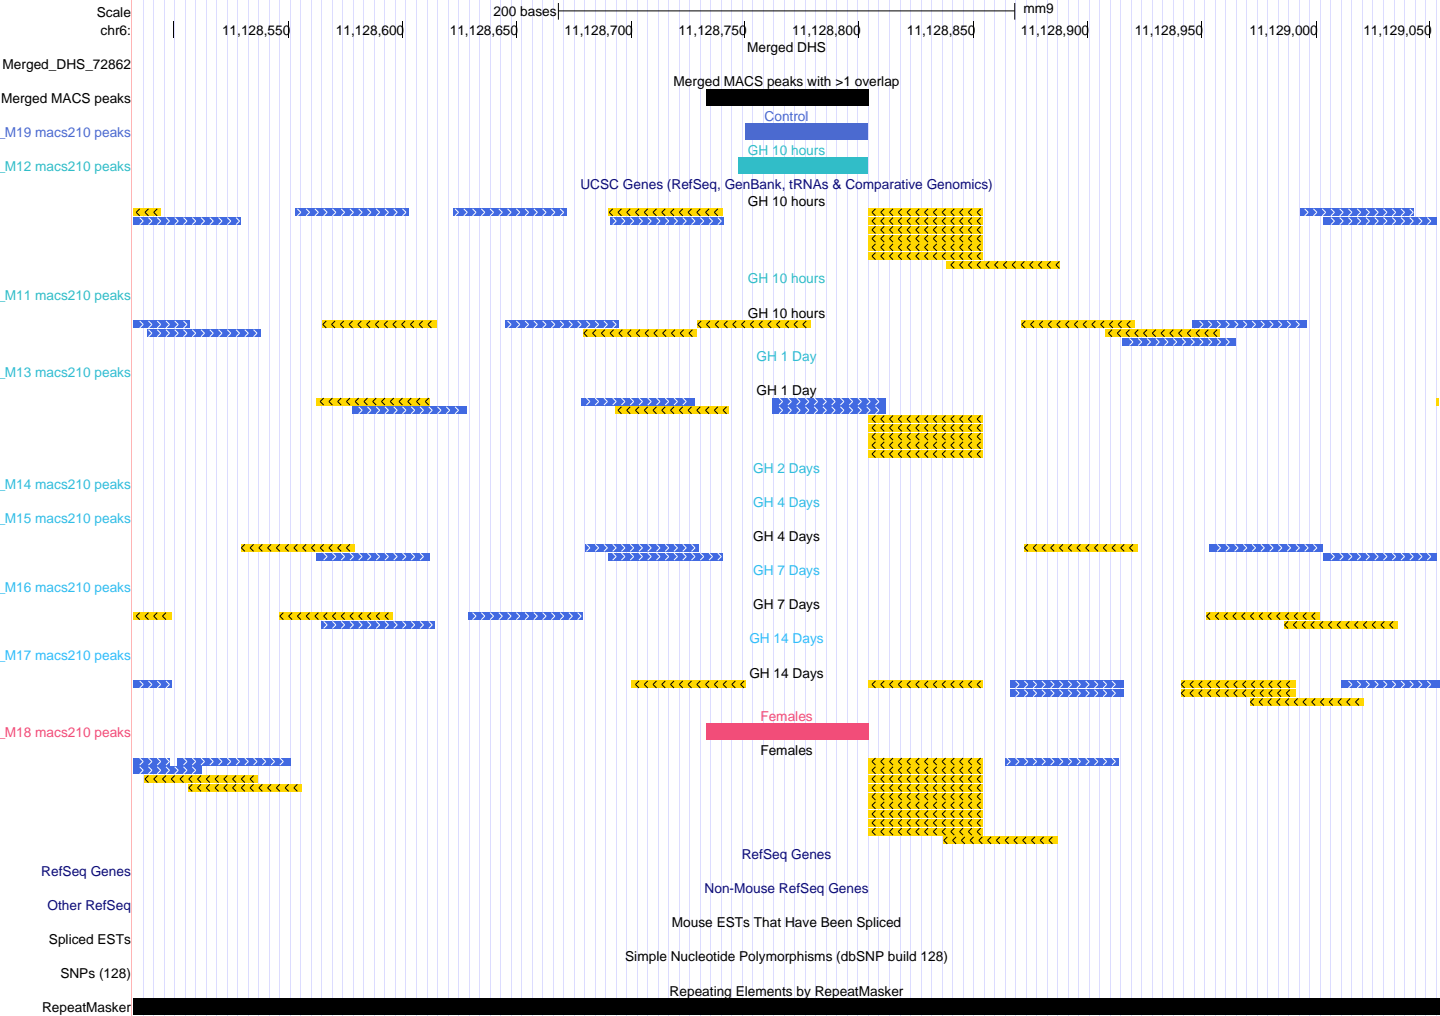 Scale 200 bases mm9
chr6: 11,128,550 11,128,600 11,128,650 11,128,700 11,128,750 11,128,800 11,128,850 11,128,900 11,128,950 11,129,000 11,129,050
Merged DHS
Merged_DHS_72862
Merged MACS peaks with >1 overlap
Merged MACS peaks
Control
_M19 macs210 peaks
GH 10 hours
_M12 macs210 peaks
UCSC Genes (RefSeq, GenBank, tRNAs & Comparative Genomics)
GH 10 hours
GH 10 hours
_M11 macs210 peaks
GH 10 hours
GH 1 Day
_M13 macs210 peaks
GH 1 Day
GH 2 Days
_M14 macs210 peaks
GH 4 Days
_M15 macs210 peaks
GH 4 Days
GH 7 Days
_M16 macs210 peaks
GH 7 Days
GH 14 Days
_M17 macs210 peaks
GH 14 Days
Females
_M18 macs210 peaks
Females
RefSeq Genes
RefSeq Genes
Non-Mouse RefSeq Genes
Other RefSeq
Mouse ESTs That Have Been Spliced
Spliced ESTs
Simple Nucleotide Polymorphisms (dbSNP build 128)
SNPs (128)
Repeating Elements by RepeatMasker
RepeatMasker